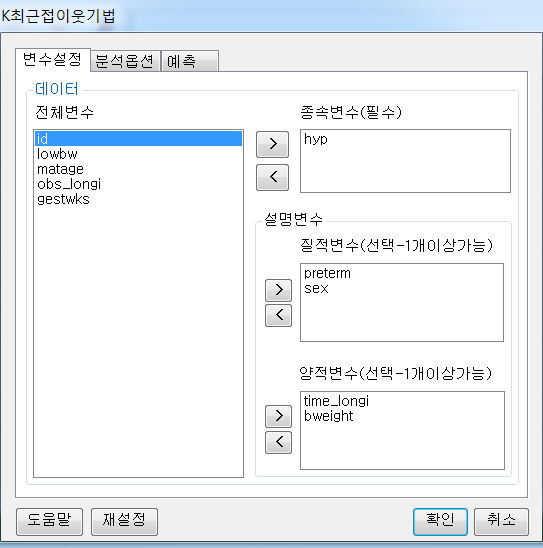 K최근접이웃기법
변수설정 분석옵션 예측
데이터
전체변수
id
lowbw
matage
obs_longi
gestwks
>
<
종속변수(필수)
hyp
설명변수
질적변수(선택-1개이상가능)
>
<
preterm
sex
양적변수(선택-1개이상가능)
>
<
time_longi
bweight
도움말 재설정 확인 취소